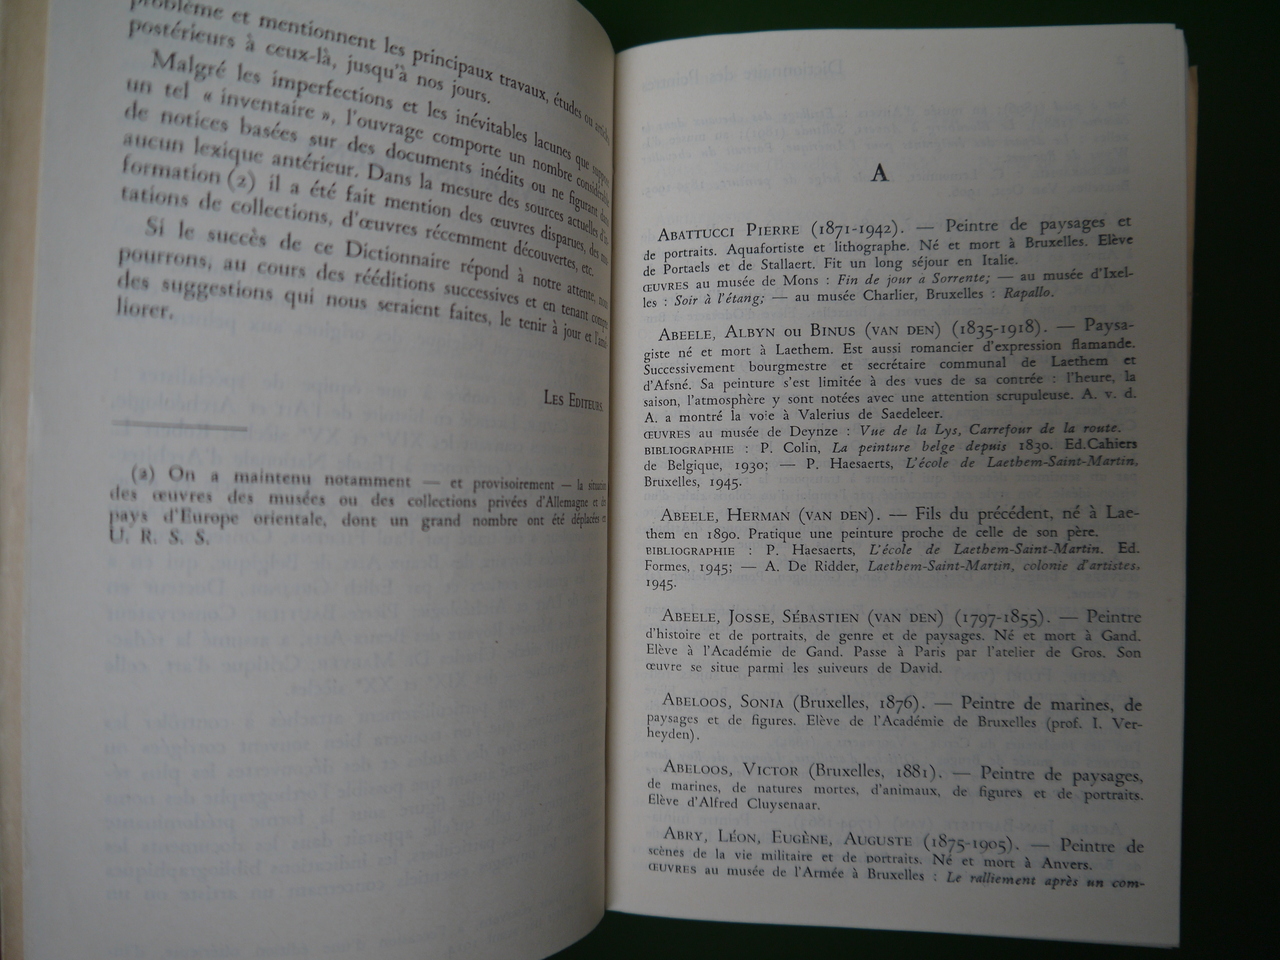 problème et mentionnent les principaux travaux, études ou articles,
postérieurs à ceux-là, jusqu'à nos jours.
Malgré les imperfections et les inévitables lacunes que suppose
un tel « inventaire », l'ouvrage comporte un nombre considérable
de notices basées sur des documents inédits ou ne figurant dans
aucun lexique antérieur. Dans la mesure des sources actuelles d'in-
formation (2) il a été fait mention des œuvres disparues, des
tations de collections, d'œuvres récemment découvertes, etc.
Si le succès de ce Dictionnaire répond à notre attente, nous
pourrons, au cours des rééditions successives et en tenant compte
des suggestions qui nous seraient faites, le tenir à jour et l'amé-
liorer.
LES EDITEURS.
(2) On a maintenu notamment — et provisoirement — la situation
des œuvres des musées ou des collections privées d'Allemagne et des
pays d'Europe orientale, dont un grand nombre ont été déplacées en
U. R. S. S.
A
ABATTUCCI PIERRE (1871-1942). — Peintre de paysages et
de portraits. Aquafortiste et lithographe. Né et mort à Bruxelles. Elève
de Portaels et de Stallaert. Fit un long séjour en Italie.
ŒUVRES au musée de Mons : Fin de jour à Sorrente; — au musée d'Ixel-
les : Soir à l'étang; — au musée Charlier, Bruxelles : Rapallo.
ABEELE, ALBYN OU BINUS (VAN DEN) (1835-1918). — Paysa-
giste né et mort à Laethem. Est aussi romancier d'expression flamande.
Successivement bourgmestre et secrétaire communal de Laethem et
d'Afsné. Sa peinture s'est limitée à des vues de sa contrée : l'heure, la
saison, l'atmosphère y sont notées avec une attention scrupuleuse. A. v. d.
A. a montré la voie à Valerius de Saedeleer.
ŒUVRES au musée de Deynze : Vue de la Lys, Carrefour de la route.
BIBLIOGRAPHIE : P. Colin, La peinture belge depuis 1830. Ed.Cahiers
de Belgique, 1930; — P. Haesaerts, L'école de Laethem-Saint-Martin,
Bruxelles, 1945.
ABEELE, HERMAN (VAN DEN). — Fils du précédent, né à Lae-
them en 1890. Pratique une peinture proche de celle de son père.
BIBLIOGRAPHIE : P. Haesaerts, L'école de Laethem-Saint-Martin. Ed.
Formes, 1945; — A. De Ridder, Laethem-Saint-Martin, colonie d'artistes,
1945.
ABEELE, JOSSE, SÉBASTIEN (VAN DEN) (1797-1855). — Peintre
d'histoire et de portraits, de genre et de paysages. Né et mort à Gand.
Elève à l'Académie de Gand. Passe à Paris par l'atelier de Gros. Son
œuvre se situe parmi les suiveurs de David.
ABELOOS, SONIA (Bruxelles, 1876). — Peintre de marines, de
paysages et de figures. Elève de l'Académie de Bruxelles (prof. I. Ver-
heyden).
ABELOOS, VICTOR (Bruxelles, 1881). — Peintre de paysages,
de marines, de natures mortes, d'animaux, de figures et de portraits.
Elève d'Alfred Cluysenaar.
ABRY, LÉON, EUGÈNE, AUGUSTE (1875-1905). — Peintre de
scènes de la vie militaire et de portraits. Né et mort à Anvers.
ŒUVRES au musée de l'Armée à Bruxelles : Le ralliement après un com-